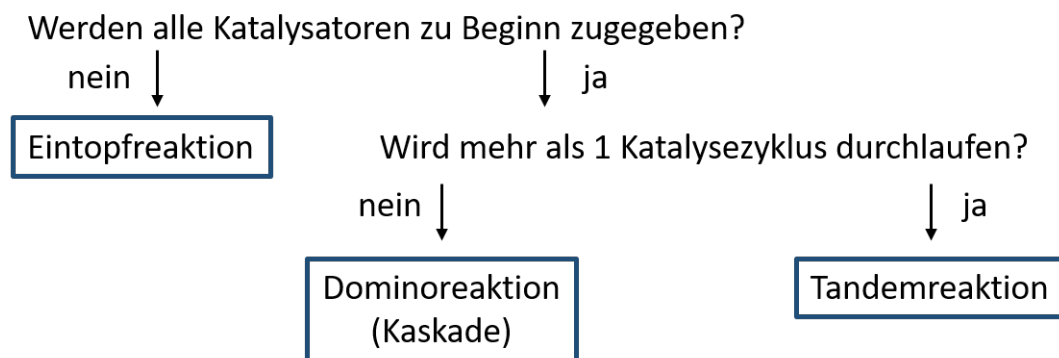 Werden alle Katalysatoren zu Beginn zugegeben?
nein
ja
Eintopfreaktion
Wird mehr als 1 Katalysezyklus durchlaufen?
nein
ja
Dominoreaktion
(Kaskade)
Tandemreaktion